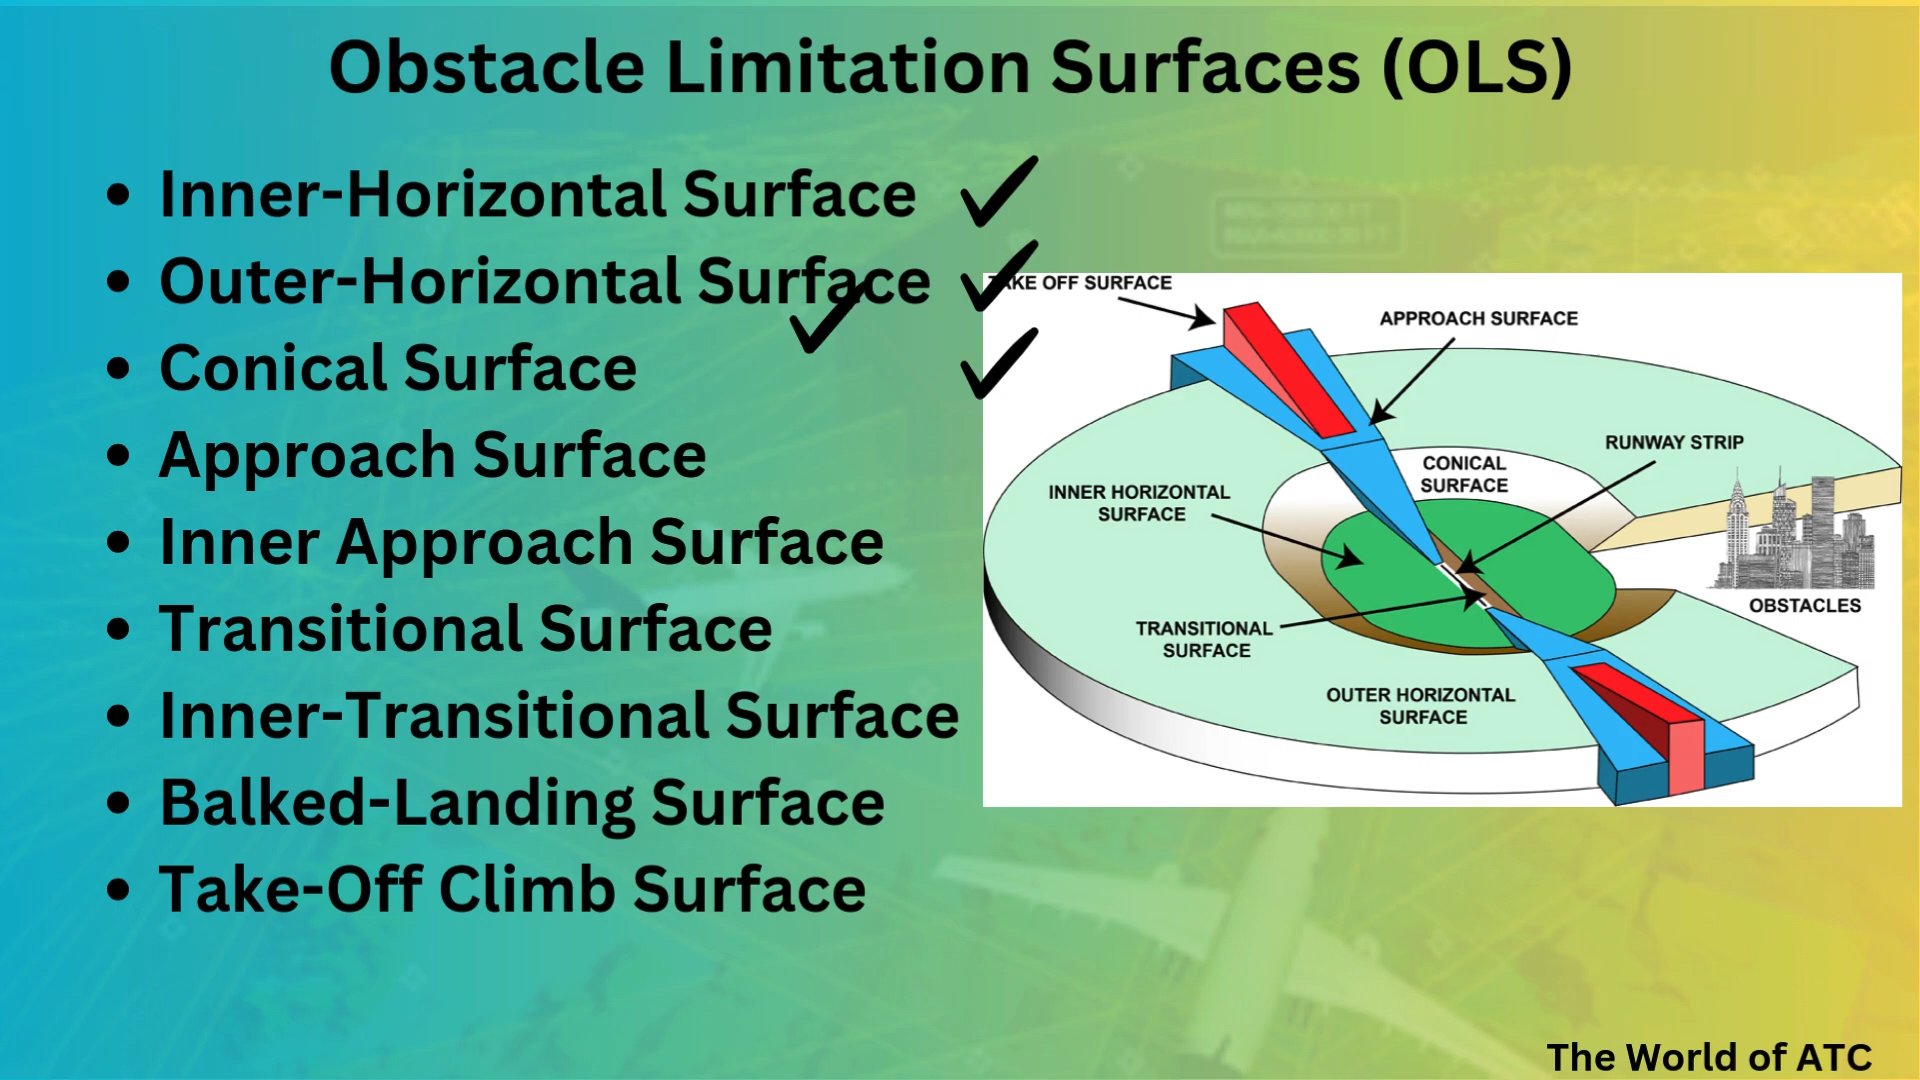 Obstacle Limitation Surfaces (OLS)
• Inner-Horizontal Surface ✓
• Outer-Horizontal Surface ✓
• Conical Surface ✓
• Approach Surface
• Inner Approach Surface
• Transitional Surface
• Inner-Transitional Surface
• Balked-Landing Surface
• Take-Off Climb Surface
OFF SURFACE
APPROACH SURFACE
RUNWAY STRIP
CONICAL
SURFACE
INNER HORIZONTAL
SURFACE
OBSTACLES
TRANSITIONAL
SURFACE
OUTER HORIZONTAL
SURFACE
The World of ATC